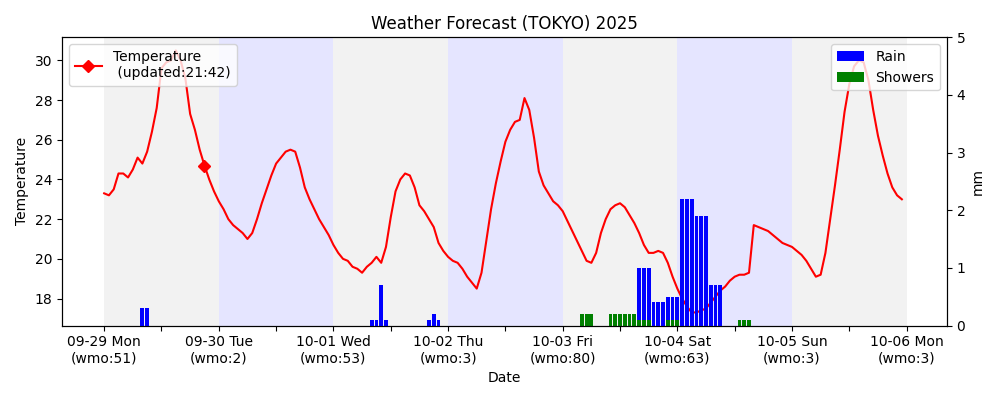 Weather Forecast (TOKYO) 2025
Temperature
(updated:21:42)
Rain
Showers
Temperature
30
28
26
24
22
20
18
5
4
3
2
1
0
mm
09-29 Mon
(wmo:51)
09-30 Tue
(wmo:2)
10-01 Wed
(wmo:53)
10-02 Thu
(wmo:3)
10-03 Fri
(wmo:80)
10-04 Sat
(wmo:63)
10-05 Sun
(wmo:3)
10-06 Mon
(wmo:3)
Date